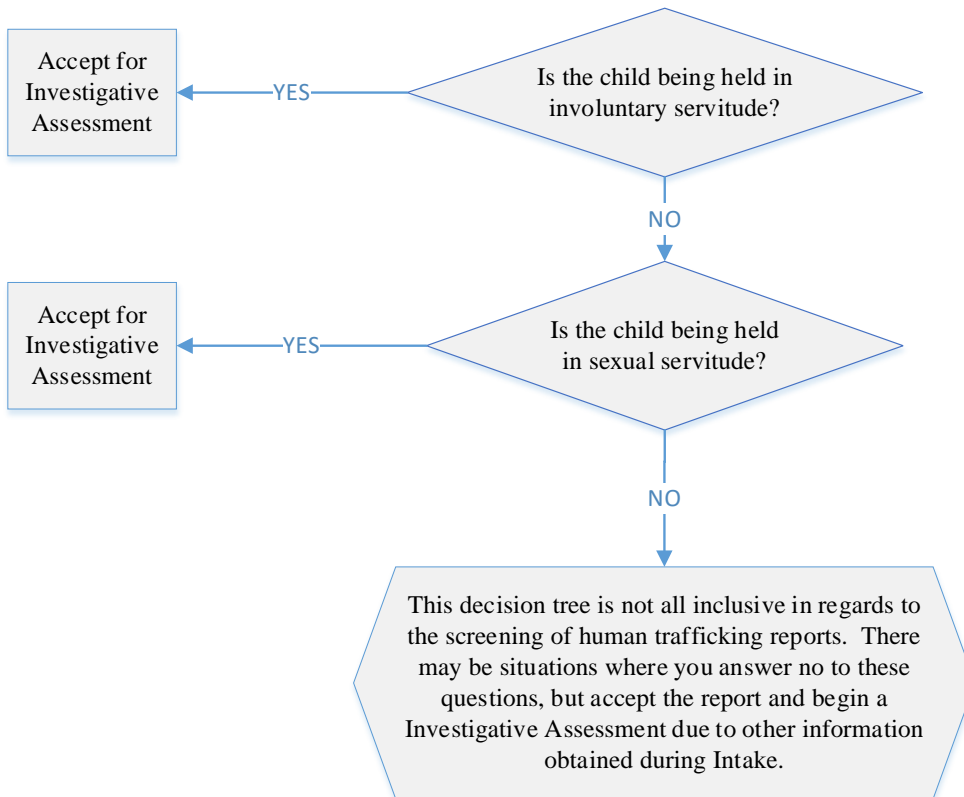 Accept for
Investigative
Assessment
YES
Is the child being held in
involuntary servitude?
NO
Accept for
Investigative
Assessment
YES
Is the child being held
in sexual servitude?
NO
This decision tree is not all inclusive in regards to
the screening of human trafficking reports.  There
may be situations where you answer no to these
questions, but accept the report and begin a
Investigative Assessment due to other information
obtained during Intake.